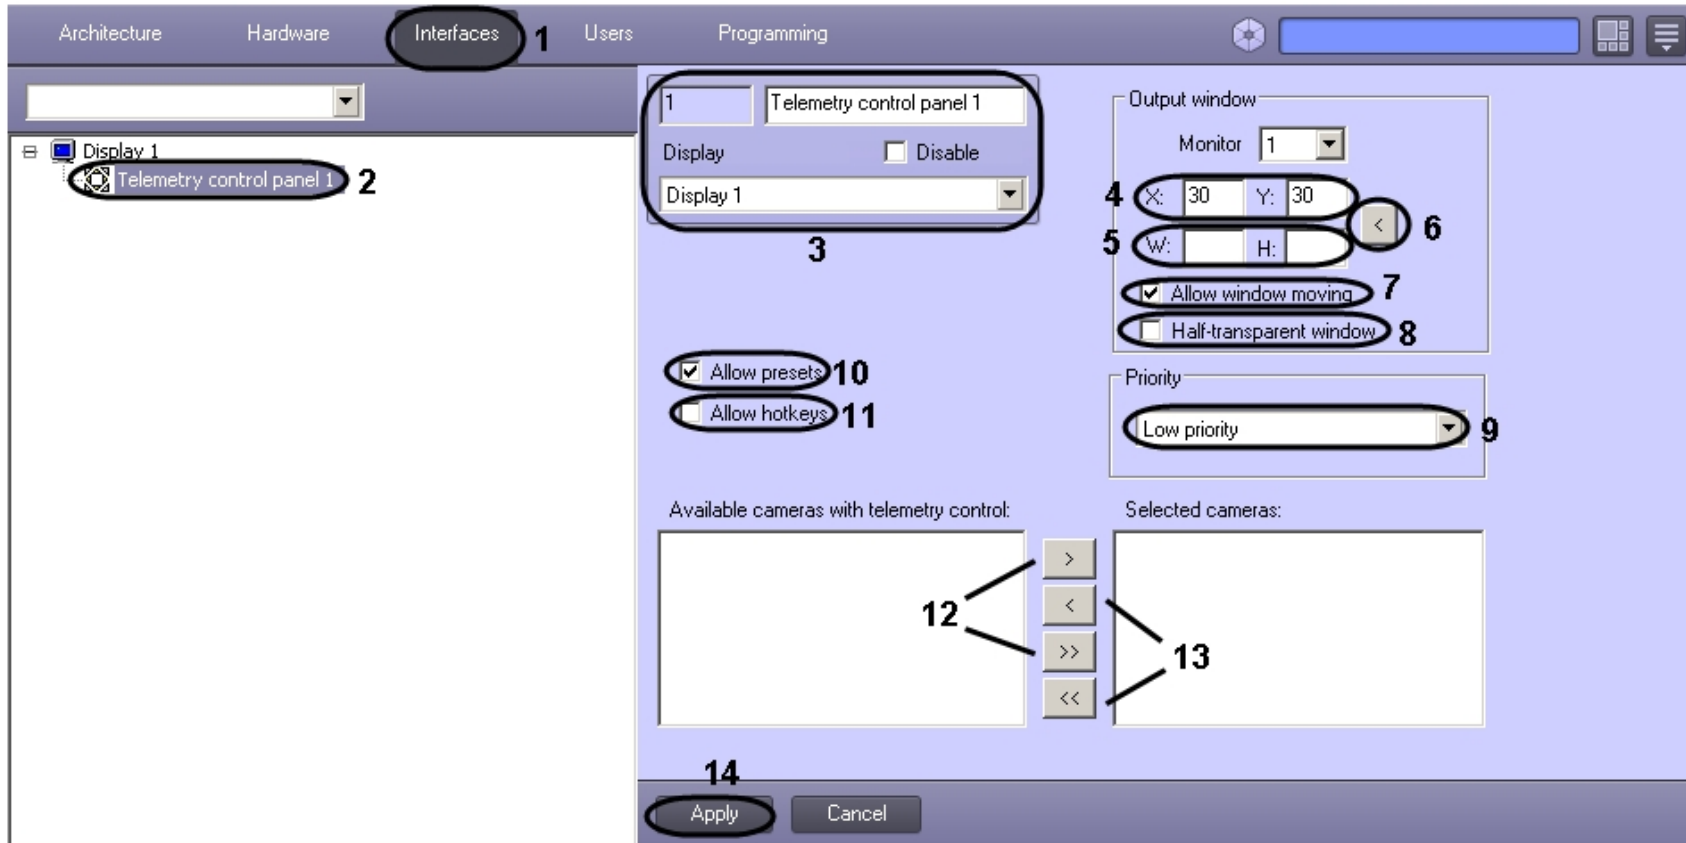 Architecture Hardware Interfaces 1 Users Programming
1 Telemetry control panel 1
Output window
Display 1
Telemetry control panel 1 2
Display Disable
Display 1
3
Monitor 1
4 X: 30 Y: 30
5 W: H:
< 6
Allow window moving 7
Half-transparent window 8
Allow presets 10
Allow hotkeys 11
Priority
Low priority 9
Available cameras with telemetry control:
Selected cameras:
>
<
>>
<<
12
13
14
Apply Cancel